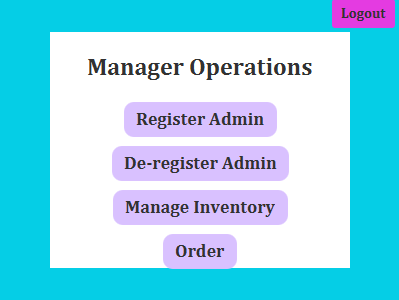 Logout
Manager Operations
Register Admin
De-register Admin
Manage Inventory
Order